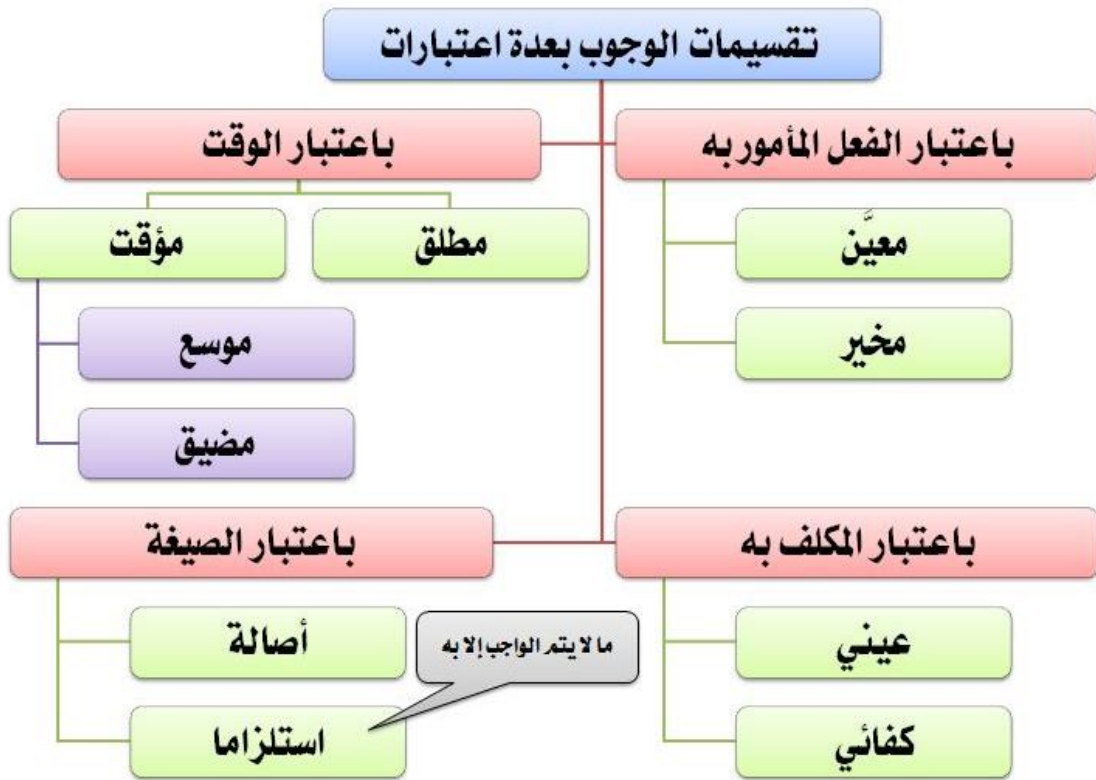 تقسيمات الوجوب بعدة اعتبارات
باعتبار الفعل المأمور به
معيَّن
مخير
باعتبار الوقت
مطلق
مؤقت
موسع
مضيق
باعتبار المكلف به
عيني
كفائي
باعتبار الصيغة
أصالة
استلزاما
ما لا يتم الواجب إلا به